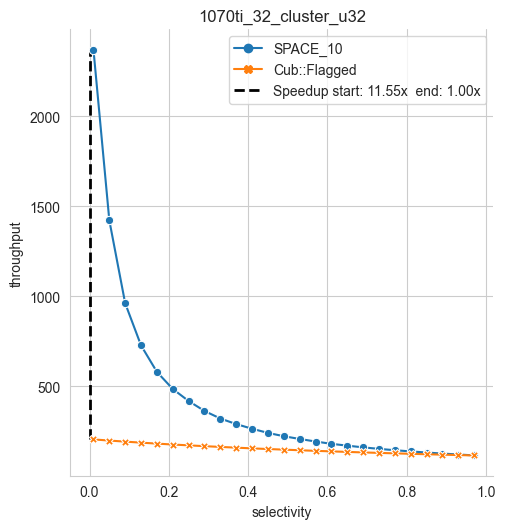 1070ti_32_cluster_u32
SPACE_10
Cub::Flagged
Speedup start: 11.55x  end: 1.00x
throughput
2000
1500
1000
500
0.0 0.2 0.4 0.6 0.8 1.0
selectivity